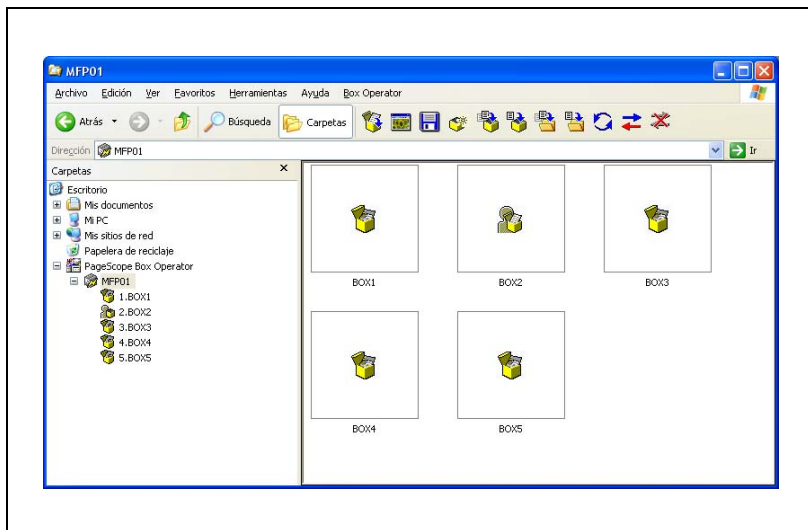 MFP01
Archivo Edición Ver Favoritos Herramientas Ayuda Box Operator
Atrás Búsqueda Carpetas
Dirección MFP01 Ir
Carpetas
Escritorio
Mis documentos
Mi PC
Mis sitios de red
Papelera de reciclaje
PageScope Box Operator
MFP01
1.BOX1
2.BOX2
3.BOX3
4.BOX4
5.BOX5
BOX1 BOX2 BOX3
BOX4 BOX5